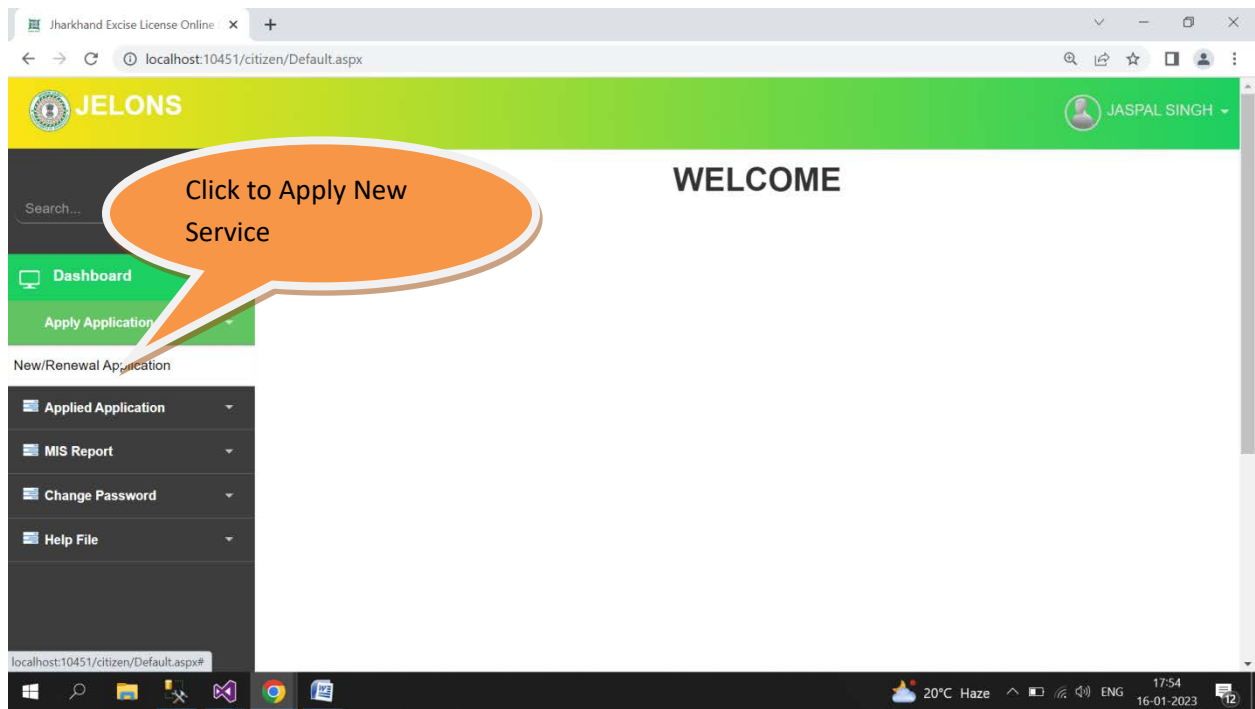 Jharkhand Excise License Online
localhost:10451/citizen/Default.aspx
JELONS
JASPAL SINGH
WELCOME
Click to Apply New
Service
Search...
Dashboard
Apply Application
New/Renewal Application
Applied Application
MIS Report
Change Password
Help File
localhost:10451/citizen/Default.aspx#
20°C Haze
ENG
17:54
16-01-2023
12